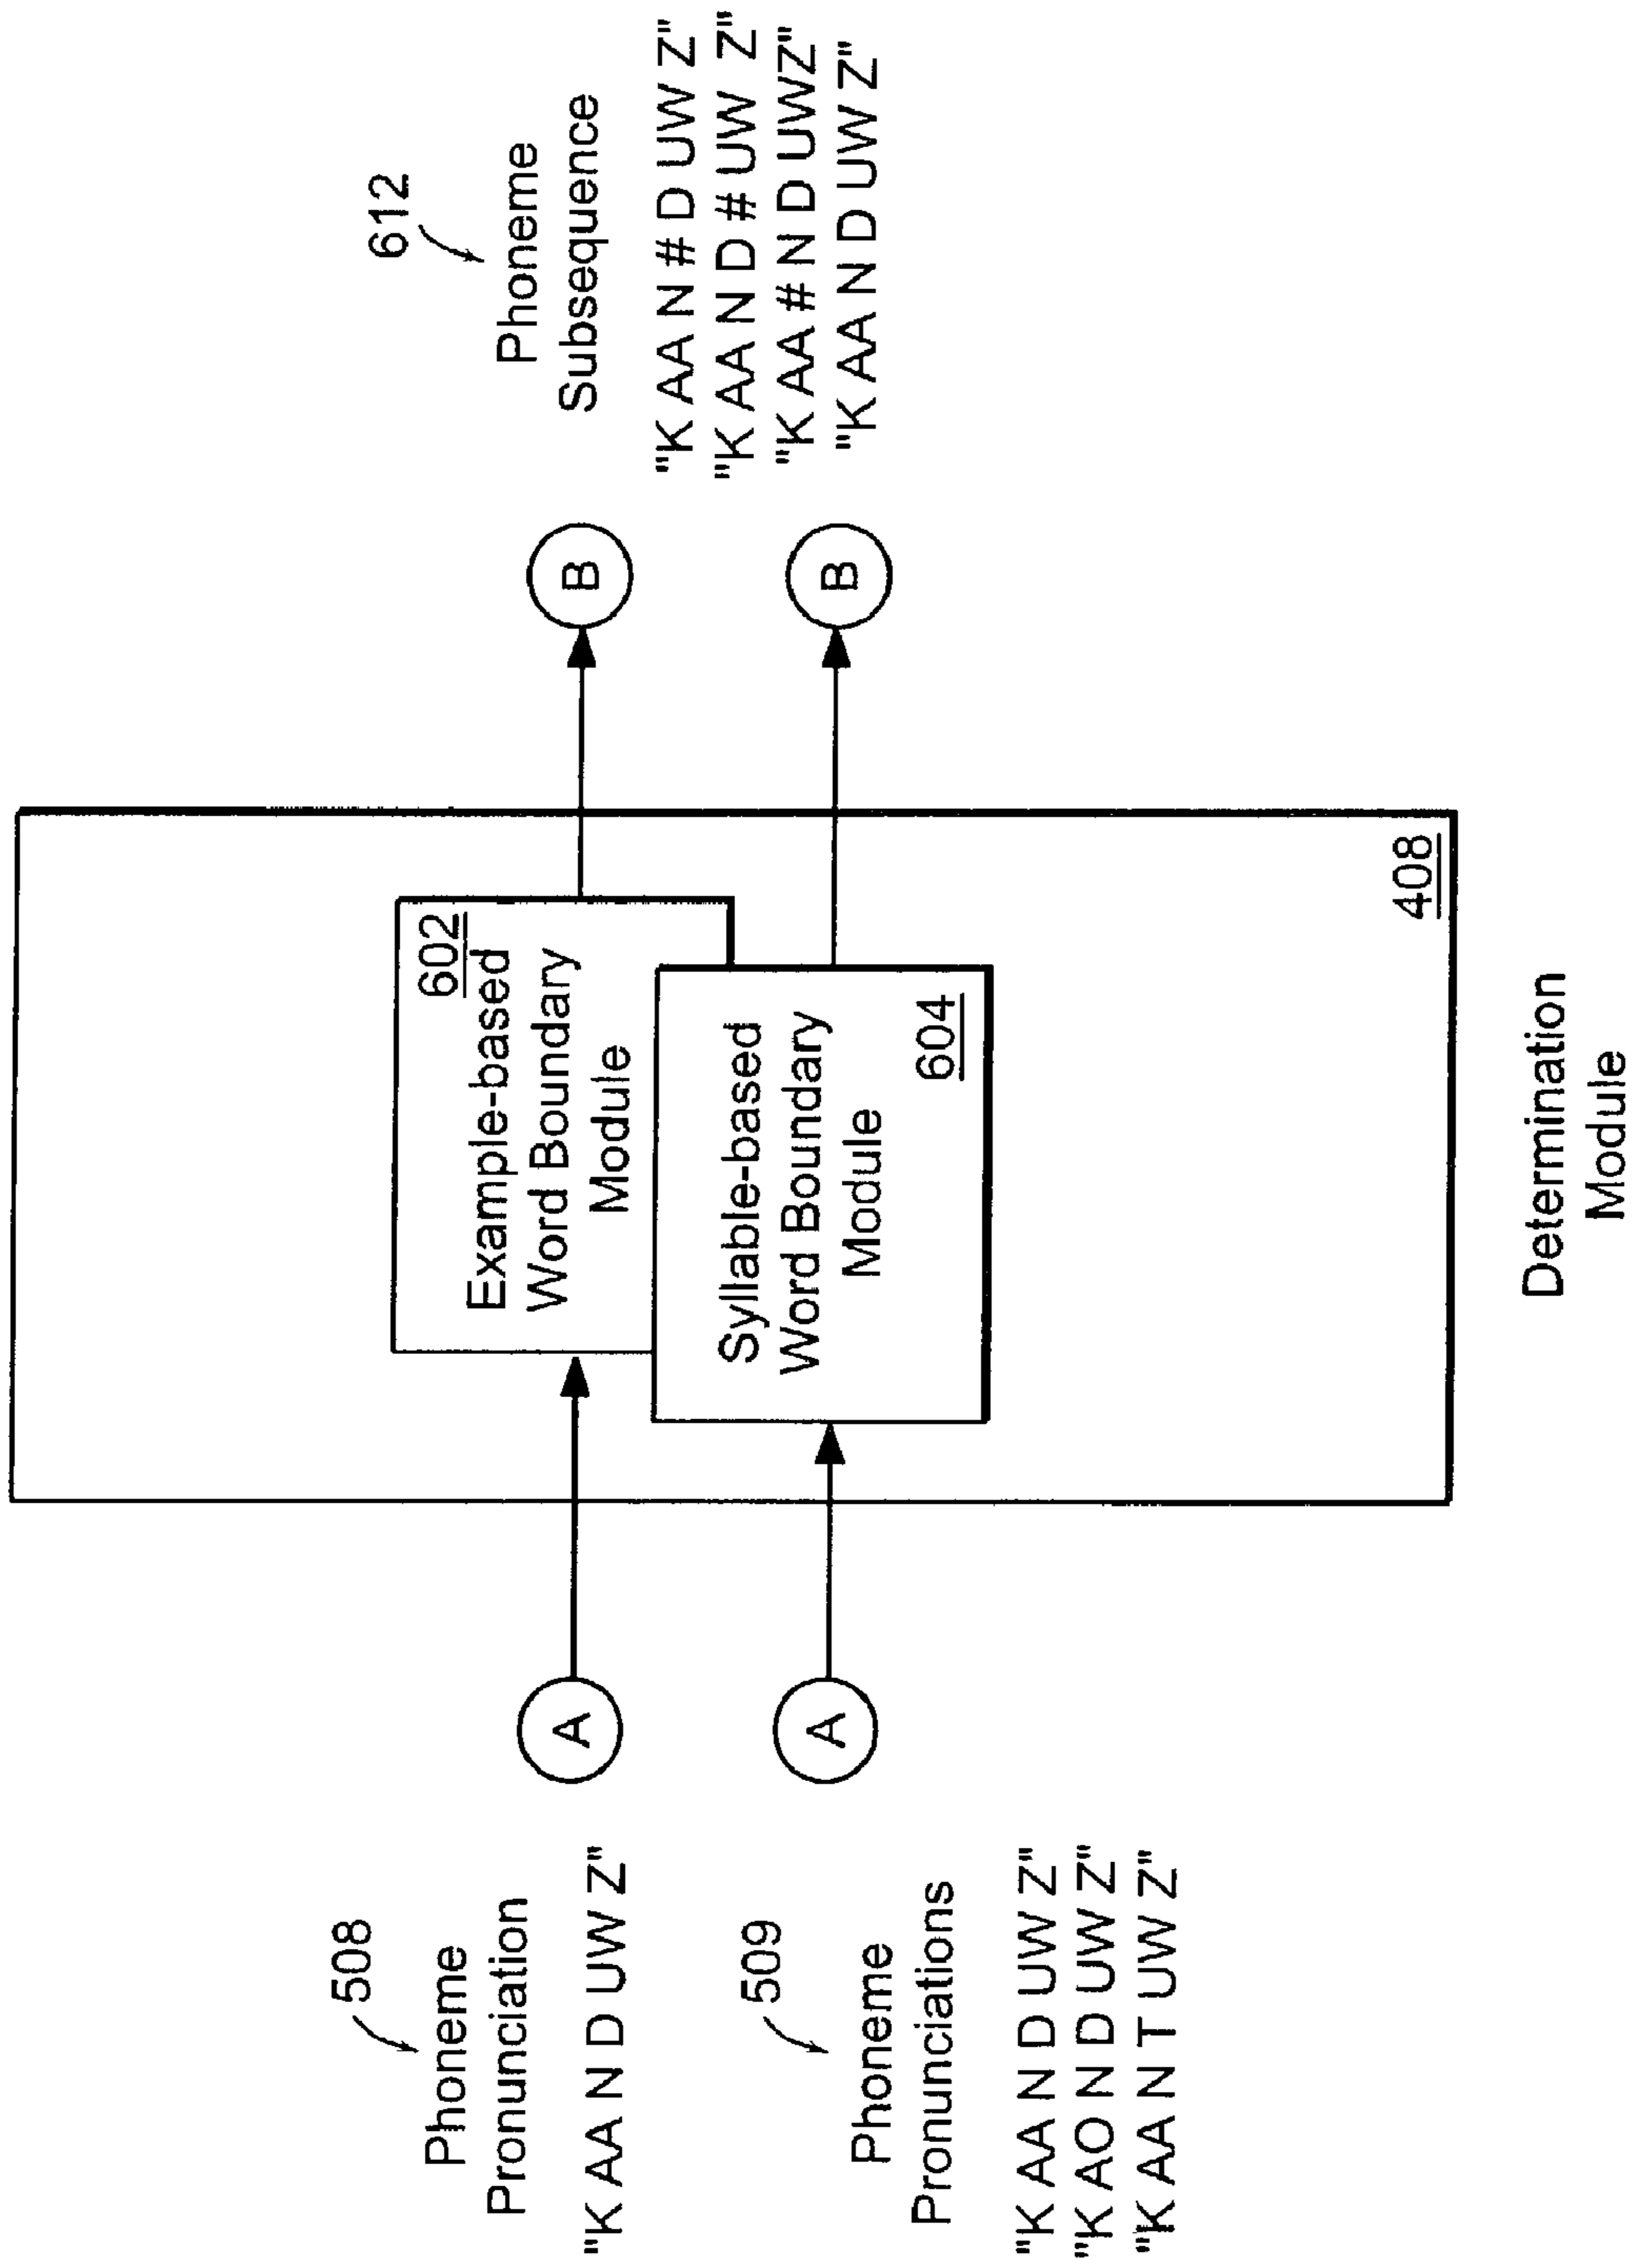 508
Phoneme
Pronunciation
"K AA N D UW Z"
509
Phoneme
Pronunciations
"K AA N D UW Z"
"K AO N D UW Z"
"K AA N T UW Z"
A
A
602
Example-based
Word Boundary
Module
Syllable-based
Word Boundary
Module
604
408
Determination
Module
B
B
612
Phoneme
Subsequence
"K AA N # D UW Z"
"K AA N D # UW Z"
"K AA # N D UWZ"
"K AA N D UW Z"